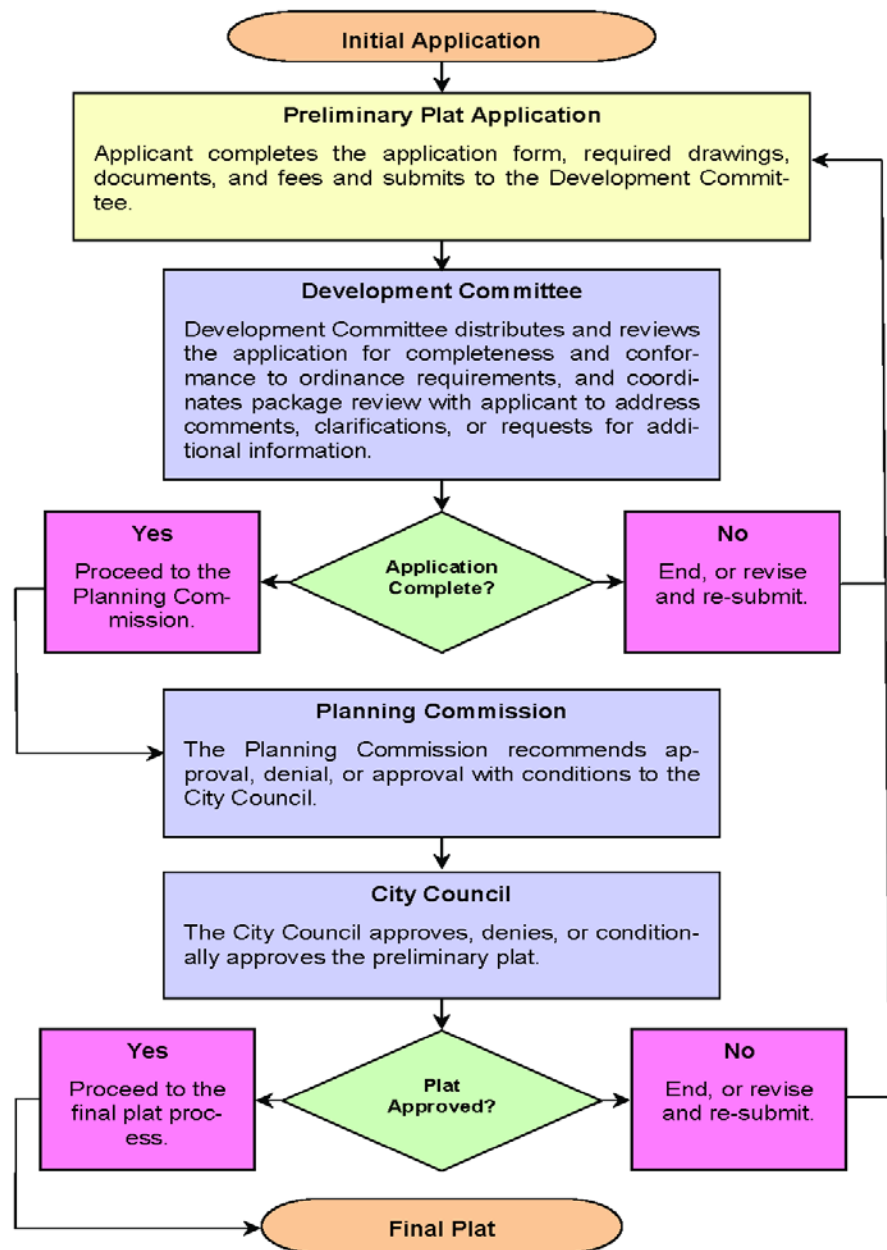 Initial Application
Preliminary Plat Application
Applicant completes the application form, required drawings,
documents, and fees and submits to the Development Commit-
tee.
Development Committee
Development Committee distributes and reviews
the application for completeness and confor-
mance to ordinance requirements, and coordi-
nates package review with applicant to address
comments, clarifications, or requests for addi-
tional information.
Yes
Proceed to the
Planning Com-
mission.
Application
Complete?
No
End, or revise
and re-submit.
Planning Commission
The Planning Commission recommends ap-
proval, denial, or approval with conditions to the
City Council.
City Council
The City Council approves, denies, or condition-
ally approves the preliminary plat.
Yes
Proceed to the
final plat proc-
ess.
Plat
Approved?
No
End, or revise
and re-submit.
Final Plat